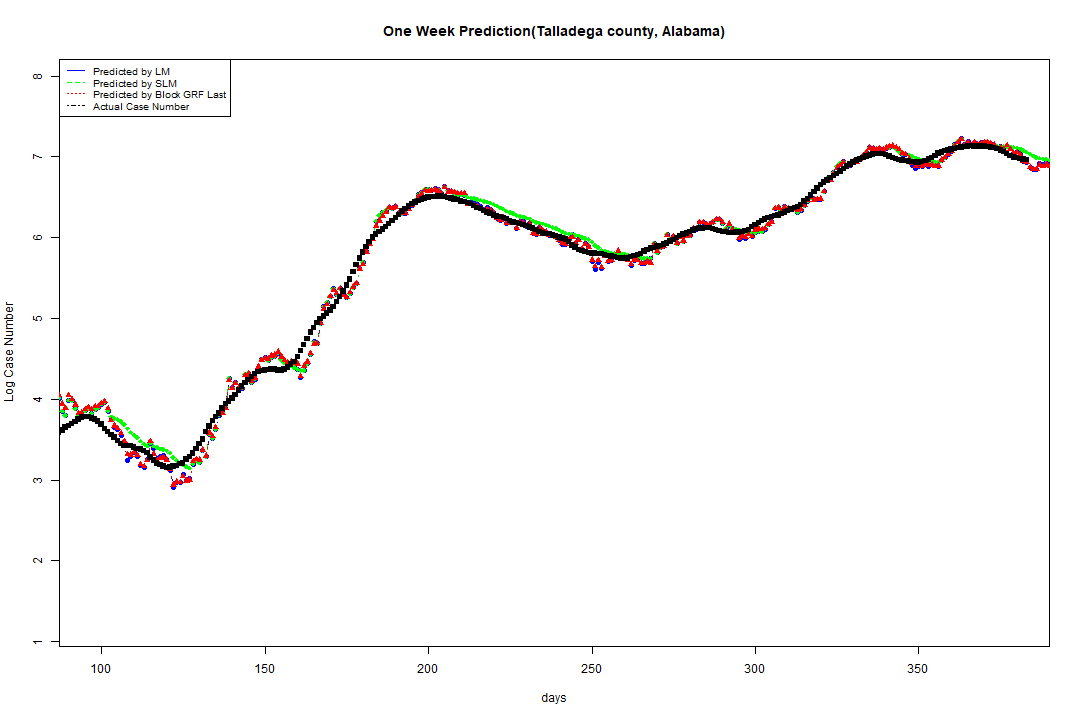 One Week Prediction(Talladega county, Alabama)
Predicted by LM
Predicted by SLM
Predicted by Block GRF Last
Actual Case Number
8
7
6
5
4
3
2
1
Log Case Number
100 150 200 250 300 350
days